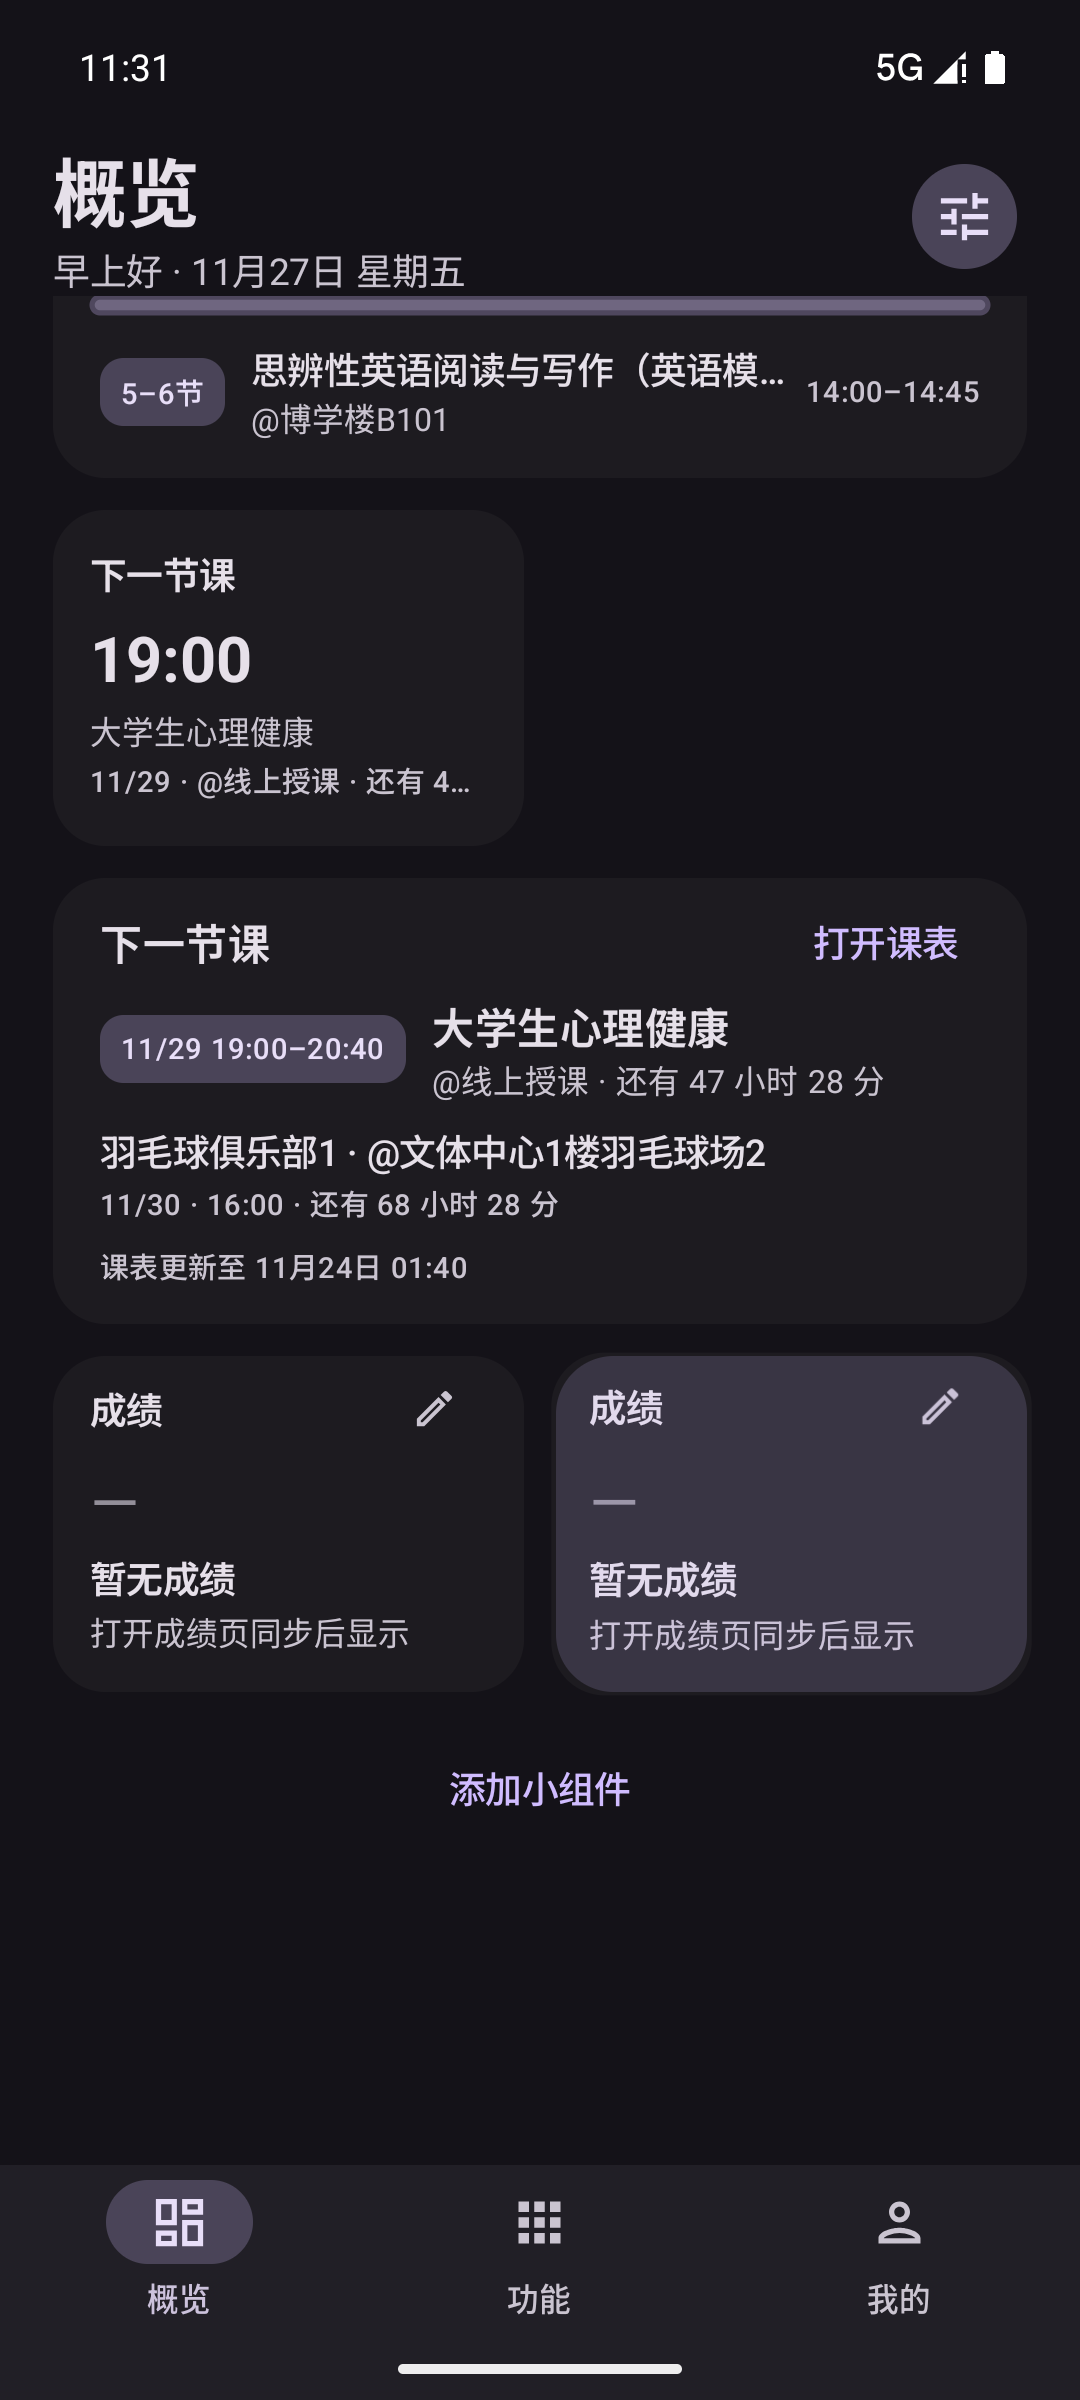 11:31
5G
概览
早上好 · 11月27日 星期五
5–6节
思辨性英语阅读与写作（英语模…
14:00–14:45
@博学楼B101
下一节课
19:00
大学生心理健康
11/29 · @线上授课 · 还有 4…
下一节课
打开课表
11/29 19:00–20:40
大学生心理健康
@线上授课 · 还有 47 小时 28 分
羽毛球俱乐部1 · @文体中心1楼羽毛球场2
11/30 · 16:00 · 还有 68 小时 28 分
课表更新至 11月24日 01:40
成绩
—
暂无成绩
打开成绩页同步后显示
成绩
—
暂无成绩
打开成绩页同步后显示
添加小组件
概览
功能
我的